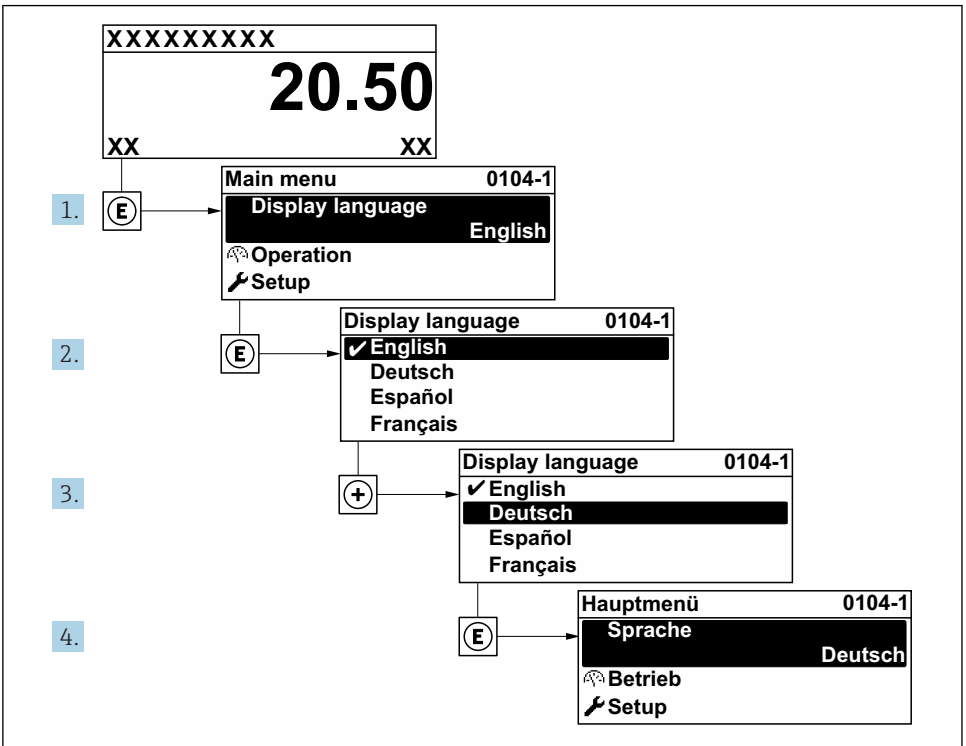 XXXXXXXXX
20.50
XX XX
Main menu 0104-1
1. E Display language
English
Operation
Setup
Display language 0104-1
2. E ✔ English
Deutsch
Español
Français
Display language 0104-1
3. + ✔ English
Deutsch
Español
Français
Hauptmenü 0104-1
4. E Sprache
Deutsch
Betrieb
Setup